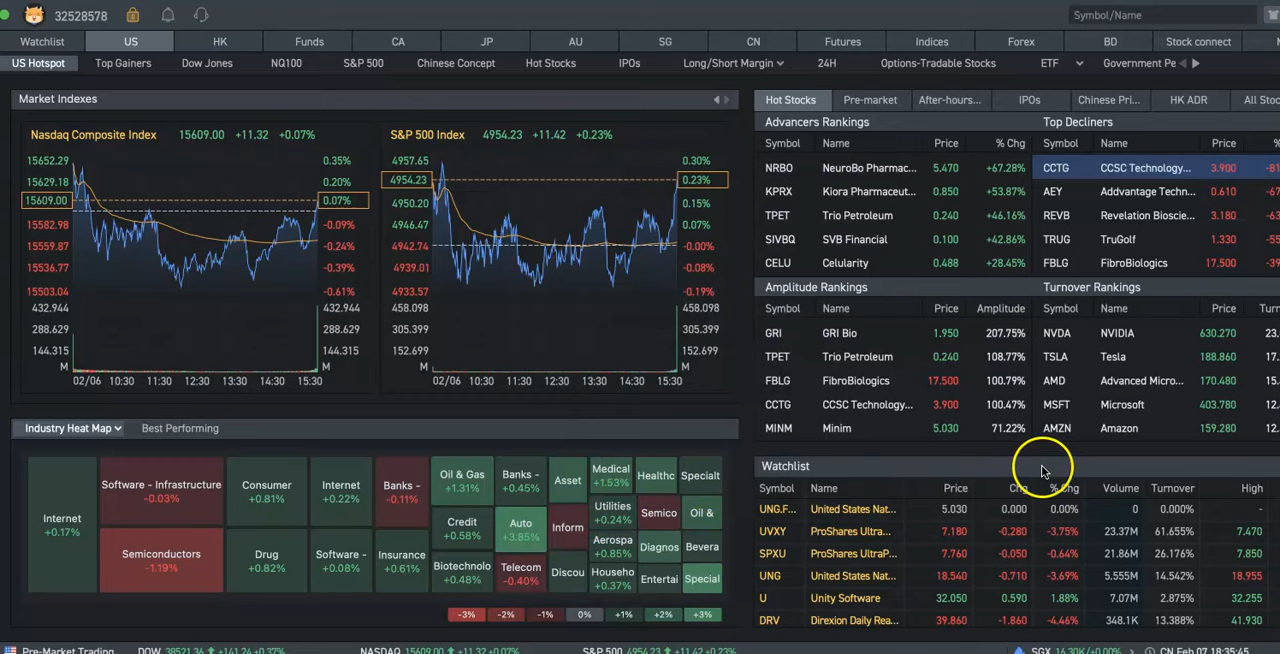 32528578 Symbol/Name
Watchlist US HK Funds CA JP AU SG CN Futures Indices Forex BD Stock connect
US Hotspot Top Gainers Dow Jones NQ100 S&P 500 Chinese Concept Hot Stocks IPOs Long/Short Margin 24H Options-Tradable Stocks ETF Government Pe
Market Indexes
Nasdaq Composite Index 15609.00 +11.32 +0.07%
15652.29 0.35%
15629.18 0.20%
15609.00 0.07%
15582.98 -0.09%
15559.87 -0.24%
15536.77 -0.39%
15503.04 -0.61%
432.944 432.944
288.629 288.629
144.315 144.315
M M
02/06 10:30 11:30 12:30 13:30 14:30 15:30
S&P 500 Index 4954.23 +11.42 +0.23%
4957.65 0.30%
4954.23 0.23%
4950.20 0.15%
4946.47 0.07%
4942.74 -0.00%
4939.01 -0.08%
4933.57 -0.19%
458.098 458.098
305.399 305.399
152.699 152.699
M M
02/06 10:30 11:30 12:30 13:30 14:30 15:30
Hot Stocks Pre-market After-hours... IPOs Chinese Pri... HK ADR All Stoc
Advancers Rankings
Symbol Name Price % Chg
NRBO NeuroBo Pharmac... 5.470 +67.28%
KPRX Kiora Pharmaceut... 0.850 +53.87%
TPET Trio Petroleum 0.240 +46.16%
SIVBQ SVB Financial 0.100 +42.86%
CELU Celularity 0.488 +28.45%
Top Decliners
Symbol Name Price %
CCTG CCSC Technology... 3.900 -81
AEY Addvantage Techn... 0.610 -67
REVB Revelation Bioscie... 3.180 -63
TRUG TruGolf 1.330 -55
FBLG FibroBiologics 17.500 -39
Amplitude Rankings
Symbol Name Price Amplitude
GRI GRI Bio 1.950 207.75%
TPET Trio Petroleum 0.240 108.77%
FBLG FibroBiologics 17.500 100.79%
CCTG CCSC Technology... 3.900 100.47%
MINM Minim 5.030 71.22%
Turnover Rankings
Symbol Name Price Turn
NVDA NVIDIA 630.270 23.
TSLA Tesla 188.860 17.
AMD Advanced Micro... 170.480 15.
MSFT Microsoft 403.780 12.
AMZN Amazon 159.280
Industry Heat Map Best Performing
Internet
+0.17%
Software - Infrastructure
-0.03%
Semiconductors
-1.19%
Consumer
+0.81%
Drug
+0.82%
Internet
+0.22%
Software -
+0.08%
Banks -
-0.11%
Insurance
+0.61%
Oil & Gas
+1.31%
Credit
+0.58%
Biotechnolo
+0.48%
Banks -
+0.45%
Auto
+3.85%
Telecom
-0.40%
Asset
Inform
Discou
Medical
+1.53%
Utilities
+0.24%
Aerospa
+0.85%
Househo
+0.37%
Healthc
Semico
Diagnos
Entertai
Specialt
Oil &
Bevera
Special
-3% -2% -1% 0% +1% +2% +3%
Watchlist
Symbol Name Price Chg % Chg Volume Turnover High
UNG.F... United States Nat... 5.030 0.000 0.00% 0 0.000% -
UVXY ProShares Ultra... 7.180 -0.280 -3.75% 23.37M 61.655% 7.470
SPXU ProShares UltraP... 7.760 -0.050 -0.64% 21.86M 26.176% 7.850
UNG United States Nat... 18.540 -0.710 -3.69% 5.555M 14.542% 18.955
U Unity Software 32.050 0.590 1.88% 7.07M 2.875% 32.255
DRV Direxion Daily Rea... 39.860 -1.860 -4.46% 348.1K 13.388% 41.930
Pre-Market Trading DOW 38521.36 +141.24 +0.37% NASDAQ 15609.00 +11.32 +0.07% S&P 500 4954.23 +11.42 +0.23% SGX 16.30K/+0.00% CN Feb 07 18:35:45